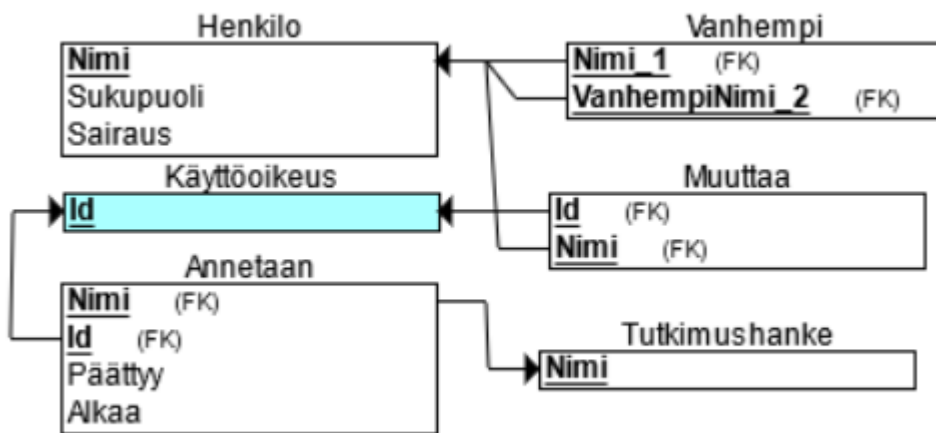 Henkilo
Nimi
Sukupuoli
Sairaus
Vanhempi
Nimi_1 (FK)
VanhempiNimi_2 (FK)
Käyttöoikeus
Id
Muuttaa
Id (FK)
Nimi (FK)
Annetaan
Nimi (FK)
Id (FK)
Päättyy
Alkaa
Tutkimushanke
Nimi